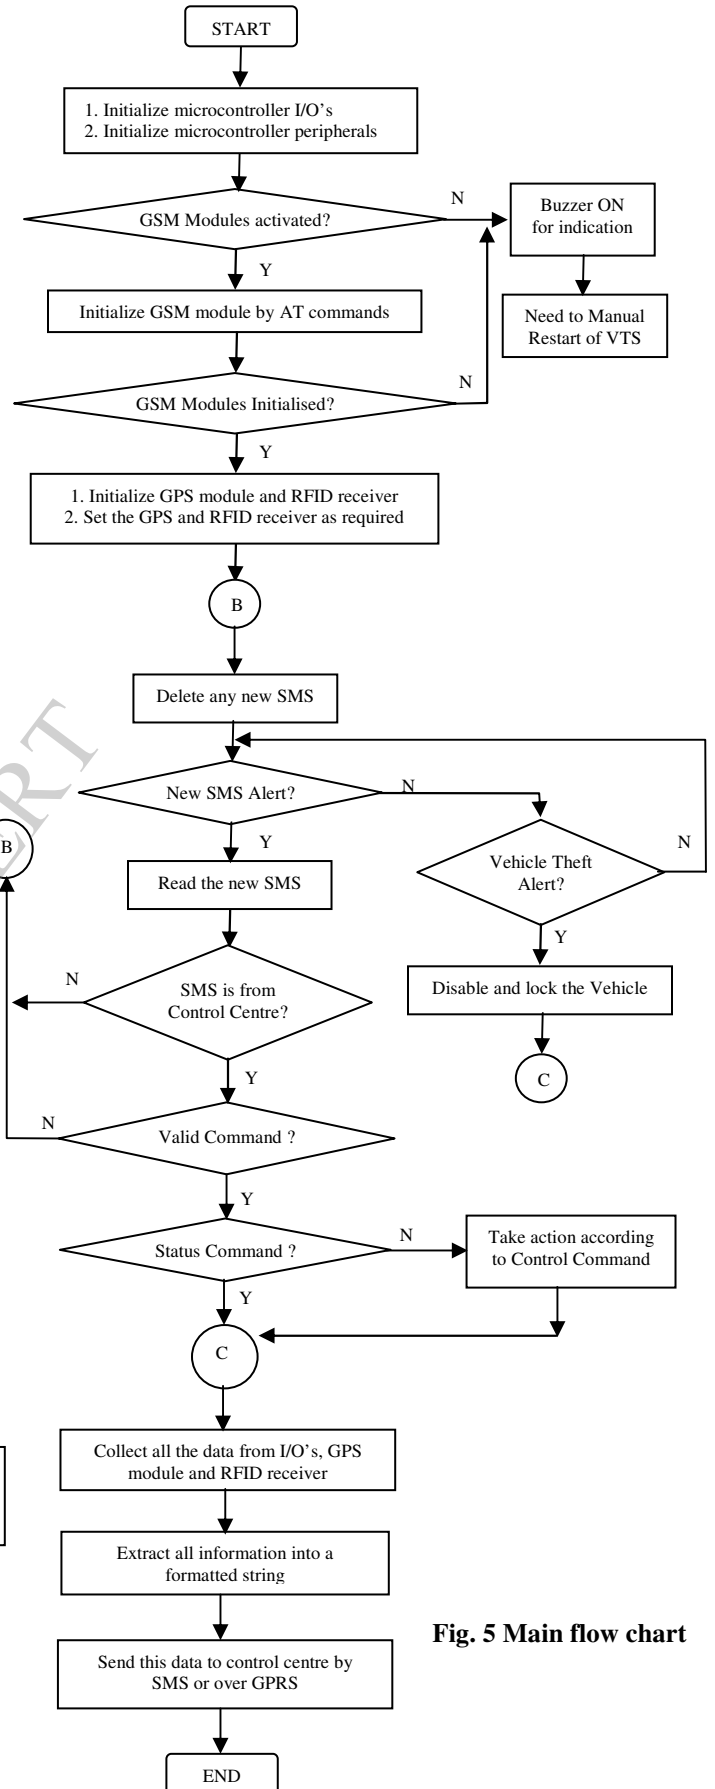 START
1. Initialize microcontroller I/O's
2. Initialize microcontroller peripherals
GSM Modules activated?
N
Buzzer ON
for indication
Y
Initialize GSM module by AT commands
Need to Manual
Restart of VTS
GSM Modules Initialised?
N
Y
1. Initialize GPS module and RFID receiver
2. Set the GPS and RFID receiver as required
B
Delete any new SMS
New SMS Alert?
N
Y
B
Vehicle Theft
Alert?
N
Read the new SMS
Y
N
SMS is from
Control Centre?
Disable and lock the Vehicle
Y
C
N
Valid Command ?
Y
Status Command ?
N
Take action according
to Control Command
Y
C
Collect all the data from I/O's, GPS
module and RFID receiver
Extract all information into a
formatted string
Fig. 5 Main flow chart
Send this data to control centre by
SMS or over GPRS
END